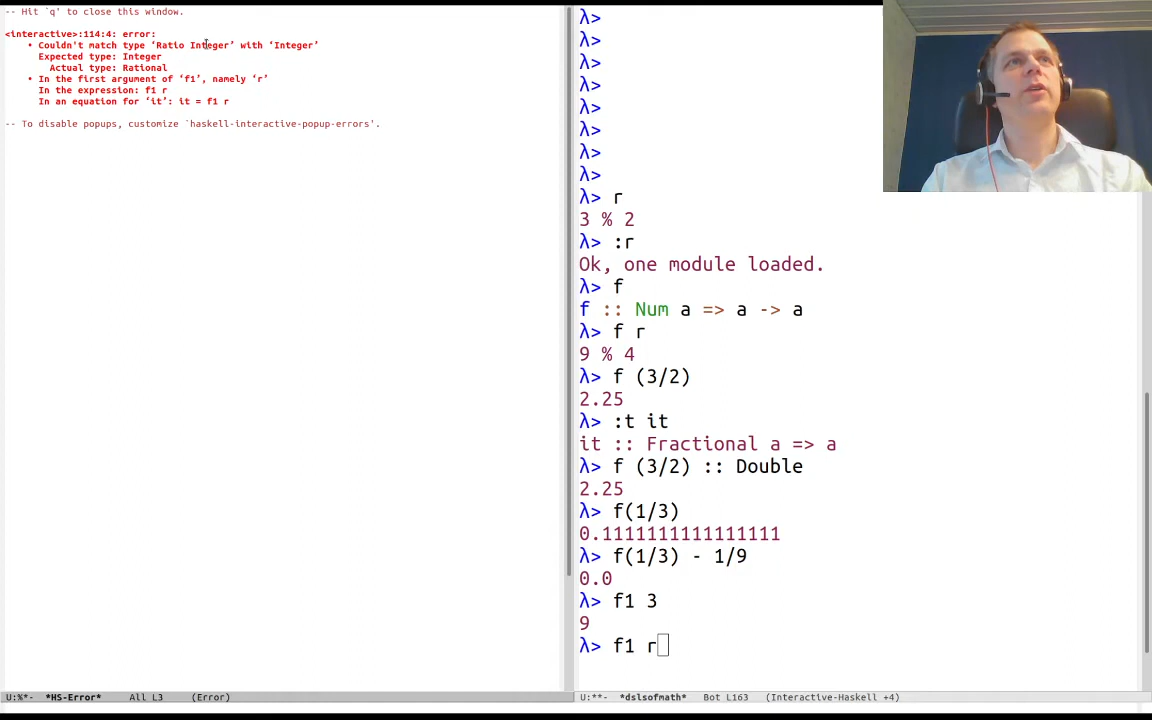 -- Hit `q' to close this window.
<interactive>:114:4: error:
• Couldn't match type ‘Ratio Integer’ with ‘Integer’
Expected type: Integer
Actual type: Rational
• In the first argument of ‘f1’, namely ‘r’
In the expression: f1 r
In an equation for ‘it’: it = f1 r
-- To disable popups, customize `haskell-interactive-popup-errors'.
U:%*- *HS-Error* All L3 (Error)
λ>
λ>
λ>
λ>
λ>
λ>
λ>
λ>
λ> r
3 % 2
λ> :r
Ok, one module loaded.
λ> f
f :: Num a => a -> a
λ> f r
9 % 4
λ> f (3/2)
2.25
λ> :t it
it :: Fractional a => a
λ> f (3/2) :: Double
2.25
λ> f(1/3)
0.1111111111111111
λ> f(1/3) - 1/9
0.0
λ> f1 3
9
λ> f1 r
U:**- *dslsofmath* Bot L163 (Interactive-Haskell +4)